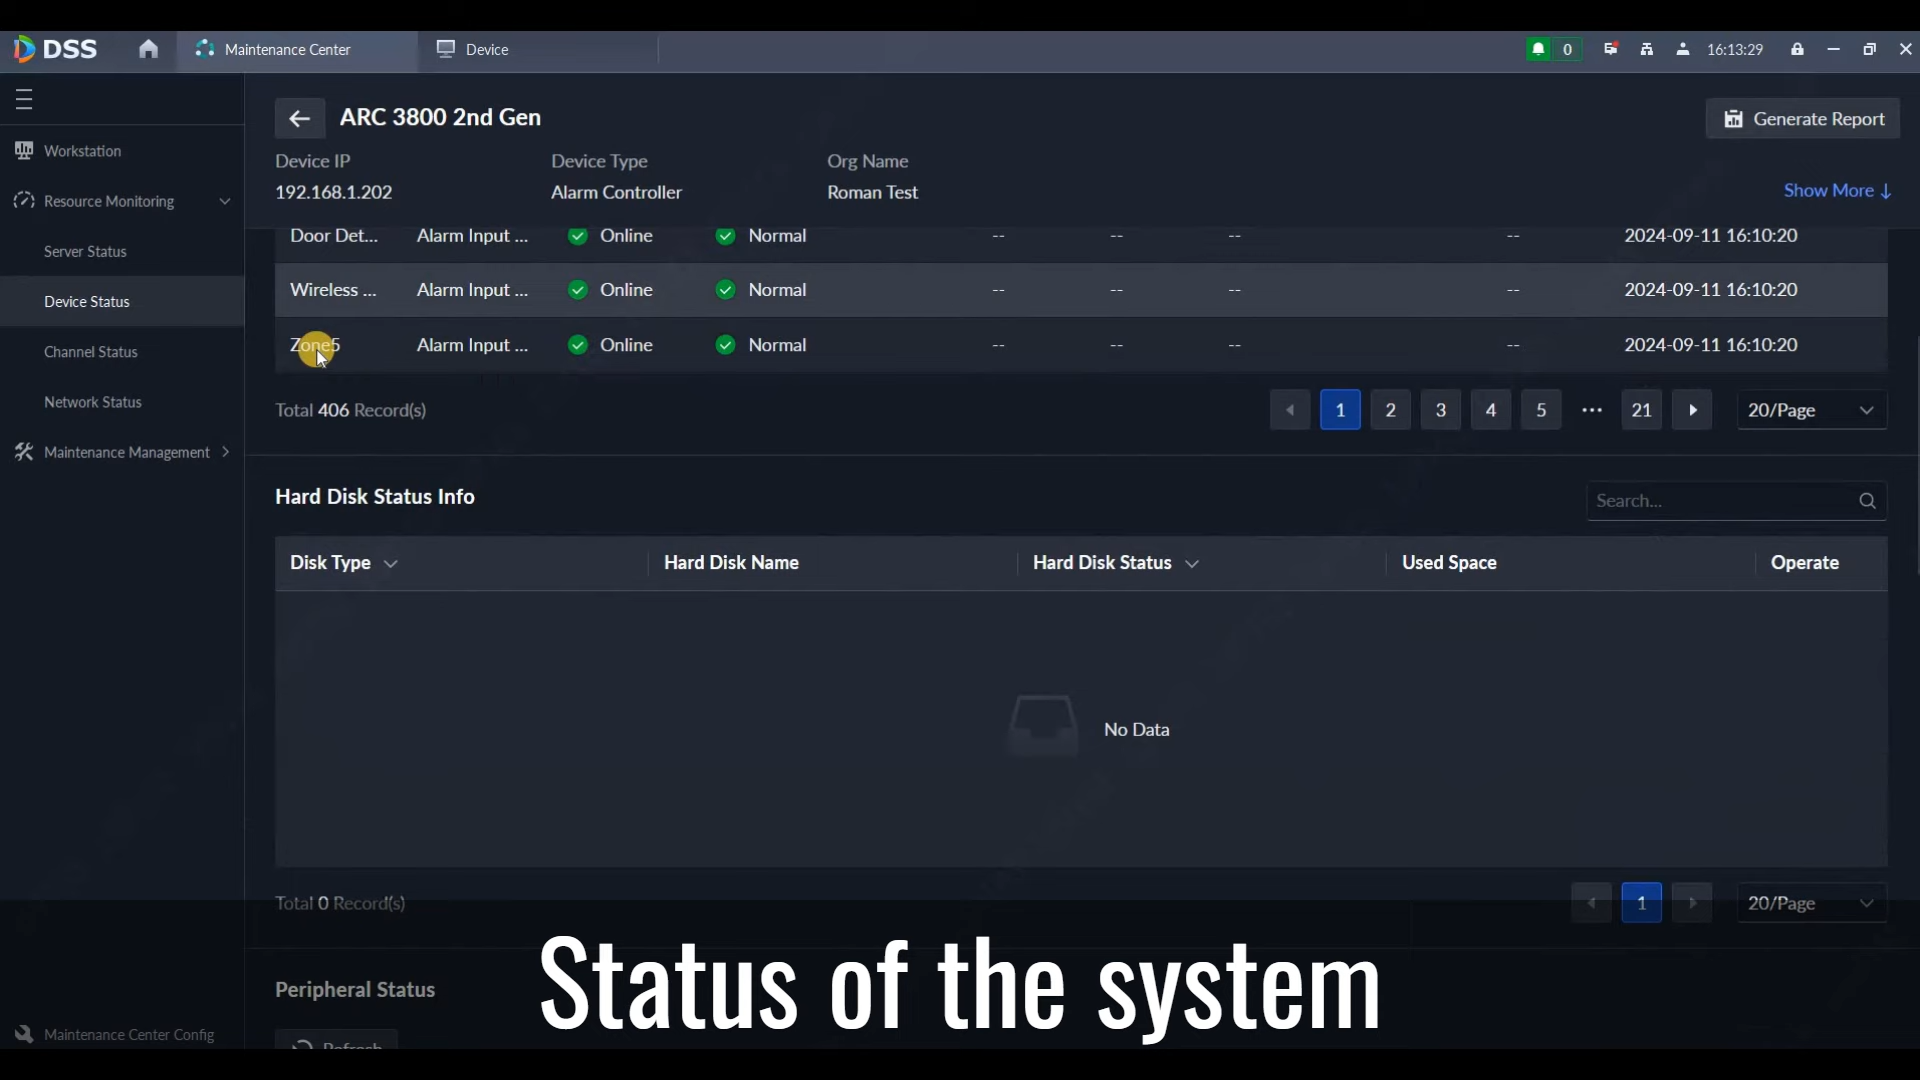 DSS Maintenance Center Device 0 16:13:29
ARC 3800 2nd Gen Generate Report
Workstation
Device IP Device Type Org Name
192.168.1.202 Alarm Controller Roman Test Show More ↓
Resource Monitoring
Server Status
Device Status
Channel Status
Network Status
Maintenance Management
Door Det... Alarm Input ... Online Normal -- -- -- -- 2024-09-11 16:10:20
Wireless ... Alarm Input ... Online Normal -- -- -- -- 2024-09-11 16:10:20
Zone5 Alarm Input ... Online Normal -- -- -- -- 2024-09-11 16:10:20
Total 406 Record(s) 1 2 3 4 5 ... 21 20/Page
Hard Disk Status Info Search...
Disk Type Hard Disk Name Hard Disk Status Used Space Operate
No Data
Total 0 Record(s) 1 20/Page
Peripheral Status
Refresh
Maintenance Center Config
Status of the system